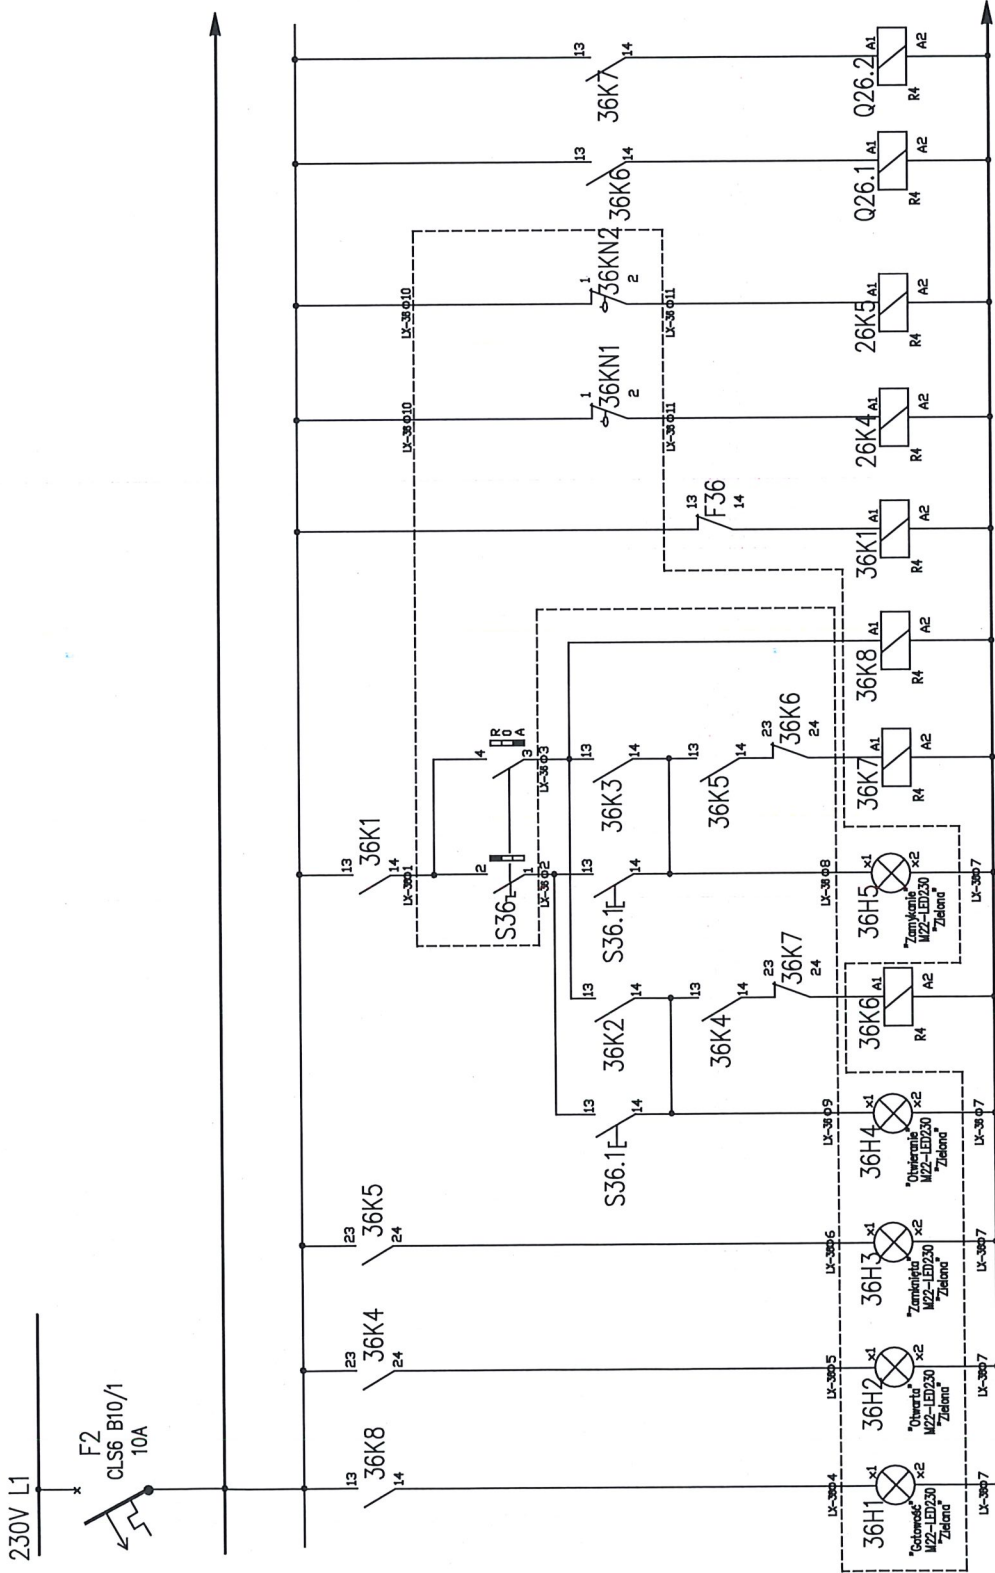 230V L1
F2
CLS6 B10/1
10A
13
36K8
14
LX-36 4
36H1
x1
x2
"Gotowość"
M22-LED230
"Zielona"
LX-36 7
23
36K4
24
LX-36 5
36H2
x1
x2
"Otwarta"
M22-LED230
"Zielona"
LX-36 7
23
36K5
24
LX-36 6
36H3
x1
x2
"Zamknięta"
M22-LED230
"Zielona"
LX-36 7
13
S36.1
14
LX-36 9
36H4
x1
x2
"Otwieranie"
M22-LED230
"Zielona"
LX-36 7
13
36K2
14
13
36K4
14
23
36K7
24
36K6
A1
A2
R4
13
36K1
14
LX-36 1
2
S36
1
LX-36 2
13
S36.1
14
LX-36 8
36H5
x1
x2
"Zamykanie"
M22-LED230
"Zielona"
LX-36 7
4
R
O
A
3
LX-36 3
13
36K3
14
13
36K5
14
23
36K6
24
36K7
A1
A2
R4
36K8
A1
A2
R4
13
F36
14
36K1
A1
A2
R4
LX-36 10
1
36KN1
2
LX-36 11
26K4
A1
A2
R4
LX-36 10
1
36KN2
2
LX-36 11
26K5
A1
A2
R4
13
36K6
14
Q26.1
A1
A2
R4
13
36K7
14
Q26.2
A1
A2
R4